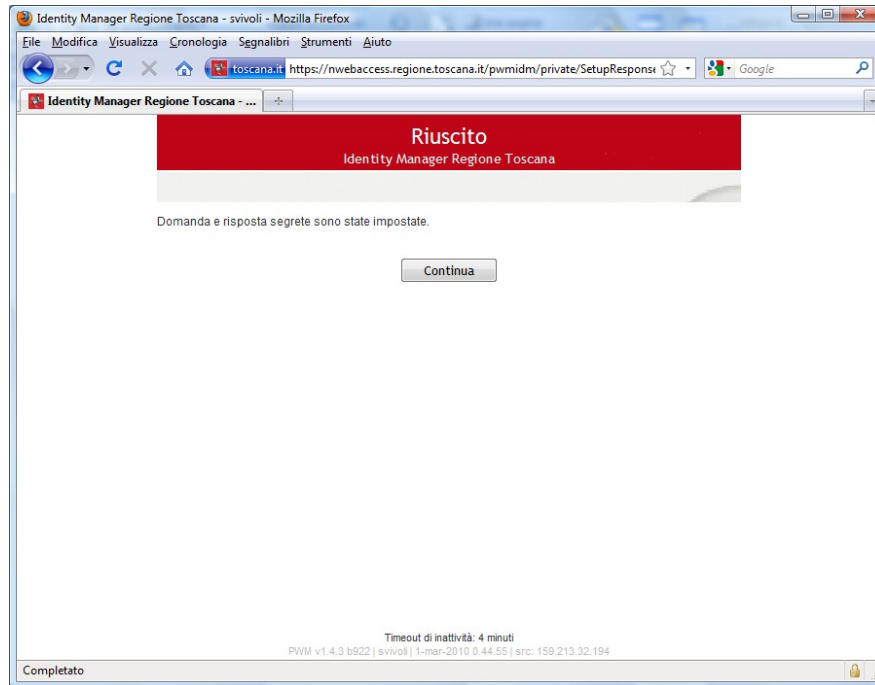 Identity Manager Regione Toscana - svivoli - Mozilla Firefox
File Modifica Visualizza Cronologia Segnalibri Strumenti Aiuto
toscana.it https://nwebaccess.regione.toscana.it/pwmidm/private/SetupResponse Google
Identity Manager Regione Toscana - ...
Riuscito
Identity Manager Regione Toscana
Domanda e risposta segrete sono state impostate.
Continua
Timeout di inattività: 4 minuti
PWM v1.4.3 b922 | svivoli | 1-mar-2010 0.44.55 | src: 159.213.32.194
Completato